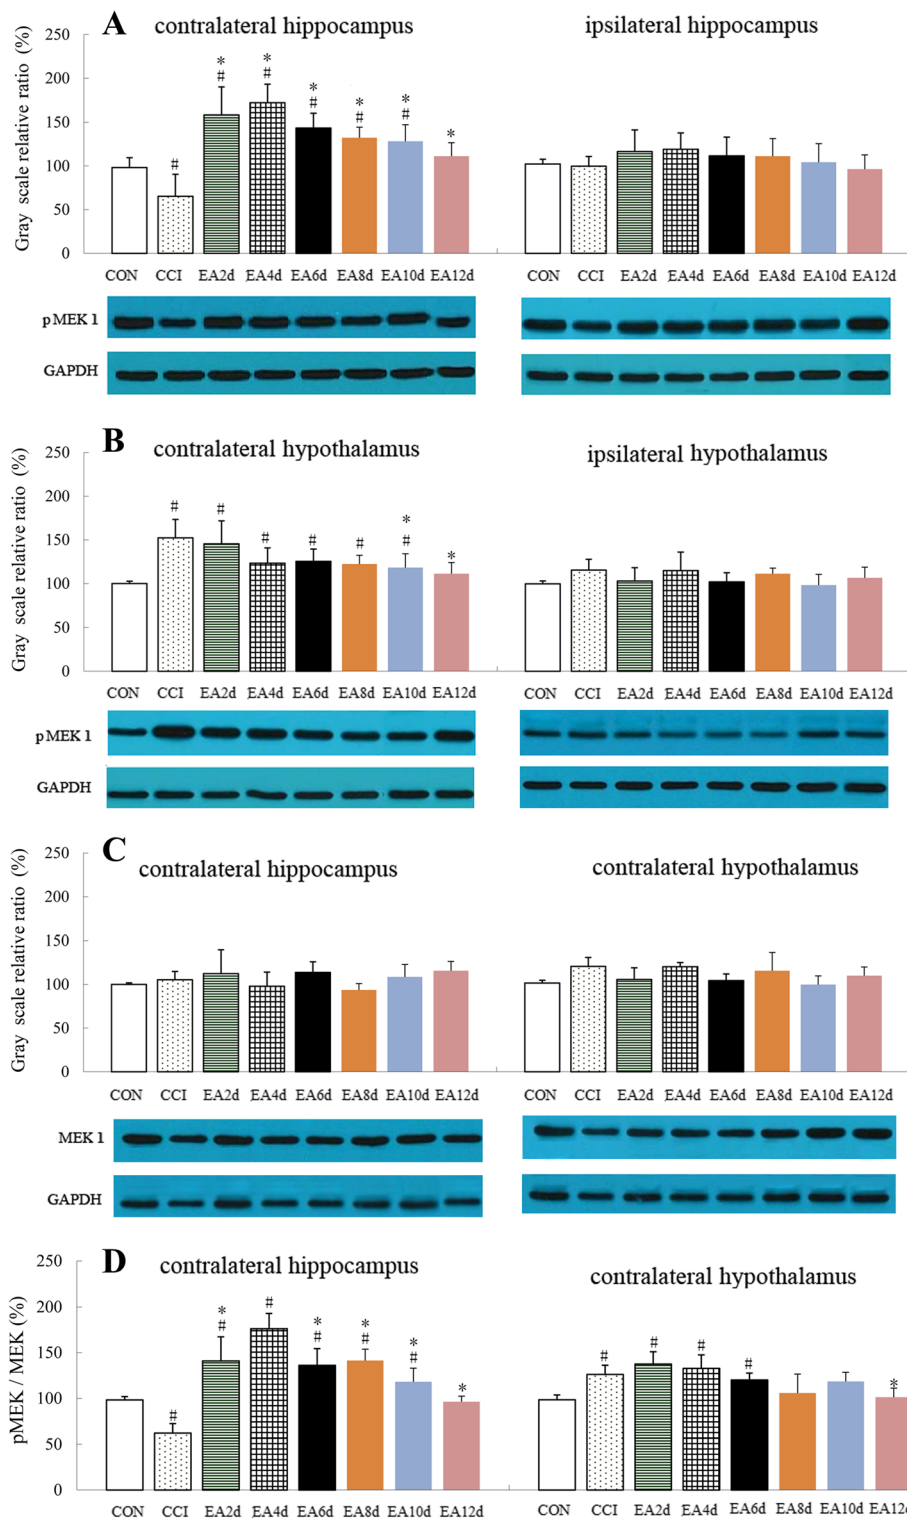 A
contralateral hippocampus
ipsilateral hippocampus
Gray scale relative ratio (%)
250
200
150
100
50
0
* # # * # * # * # * # *
CON CCI EA2d EA4d EA6d EA8d EA10d EA12d
CON CCI EA2d EA4d EA6d EA8d EA10d EA12d
pMEK 1
GAPDH
B
contralateral hypothalamus
ipsilateral hypothalamus
Gray scale relative ratio (%)
250
200
150
100
50
0
# # # # # * # *
CON CCI EA2d EA4d EA6d EA8d EA10d EA12d
CON CCI EA2d EA4d EA6d EA8d EA10d EA12d
pMEK 1
GAPDH
C
contralateral hippocampus
contralateral hypothalamus
Gray scale relative ratio (%)
250
200
150
100
50
0
CON CCI EA2d EA4d EA6d EA8d EA10d EA12d
CON CCI EA2d EA4d EA6d EA8d EA10d EA12d
MEK 1
GAPDH
D
contralateral hippocampus
contralateral hypothalamus
pMEK / MEK (%)
250
200
150
100
50
0
# * # # * # * # * # *
# # # # *
CON CCI EA2d EA4d EA6d EA8d EA10d EA12d
CON CCI EA2d EA4d EA6d EA8d EA10d EA12d